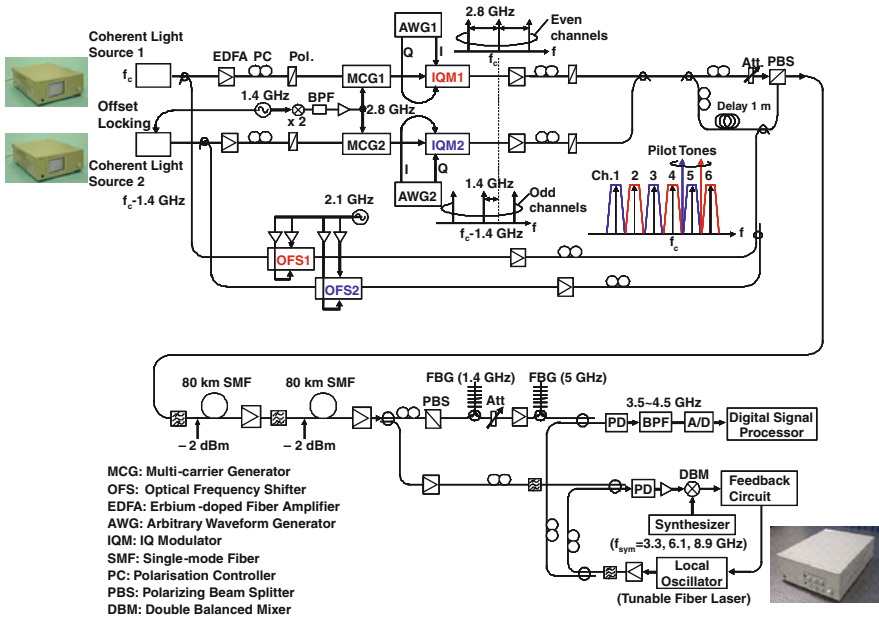 Coherent Light
Source 1
f_c
EDFA PC Pol.
MCG1
AWG1
Q I
IQM1
2.8 GHz
Even
channels
f_c
f
Att.
PBS
1.4 GHz
BPF
x 2
2.8 GHz
Offset
Locking
Delay 1 m
MCG2
IQM2
Coherent Light
Source 2
I Q
AWG2
f_c-1.4 GHz
1.4 GHz
Odd
channels
f_c-1.4 GHz
f
Pilot Tones
Ch.1 2 3 4 5 6
f_c
f
2.1 GHz
OFS1
OFS2
80 km SMF
80 km SMF
– 2 dBm
– 2 dBm
PBS
FBG (1.4 GHz)
Att
FBG (5 GHz)
3.5~4.5 GHz
PD
BPF
A/D
Digital Signal
Processor
PD
DBM
Feedback
Circuit
Synthesizer
(f_sym=3.3, 6.1, 8.9 GHz)
Local
Oscillator
(Tunable Fiber Laser)
MCG: Multi-carrier Generator
OFS: Optical Frequency Shifter
EDFA: Erbium-doped Fiber Amplifier
AWG: Arbitrary Waveform Generator
IQM: IQ Modulator
SMF: Single-mode Fiber
PC: Polarisation Controller
PBS: Polarizing Beam Splitter
DBM: Double Balanced Mixer